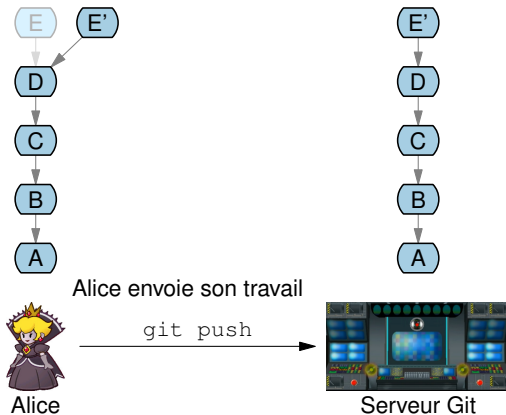 E E' E'
D D
C C
B B
A A
Alice envoie son travail
git push
Alice Serveur Git